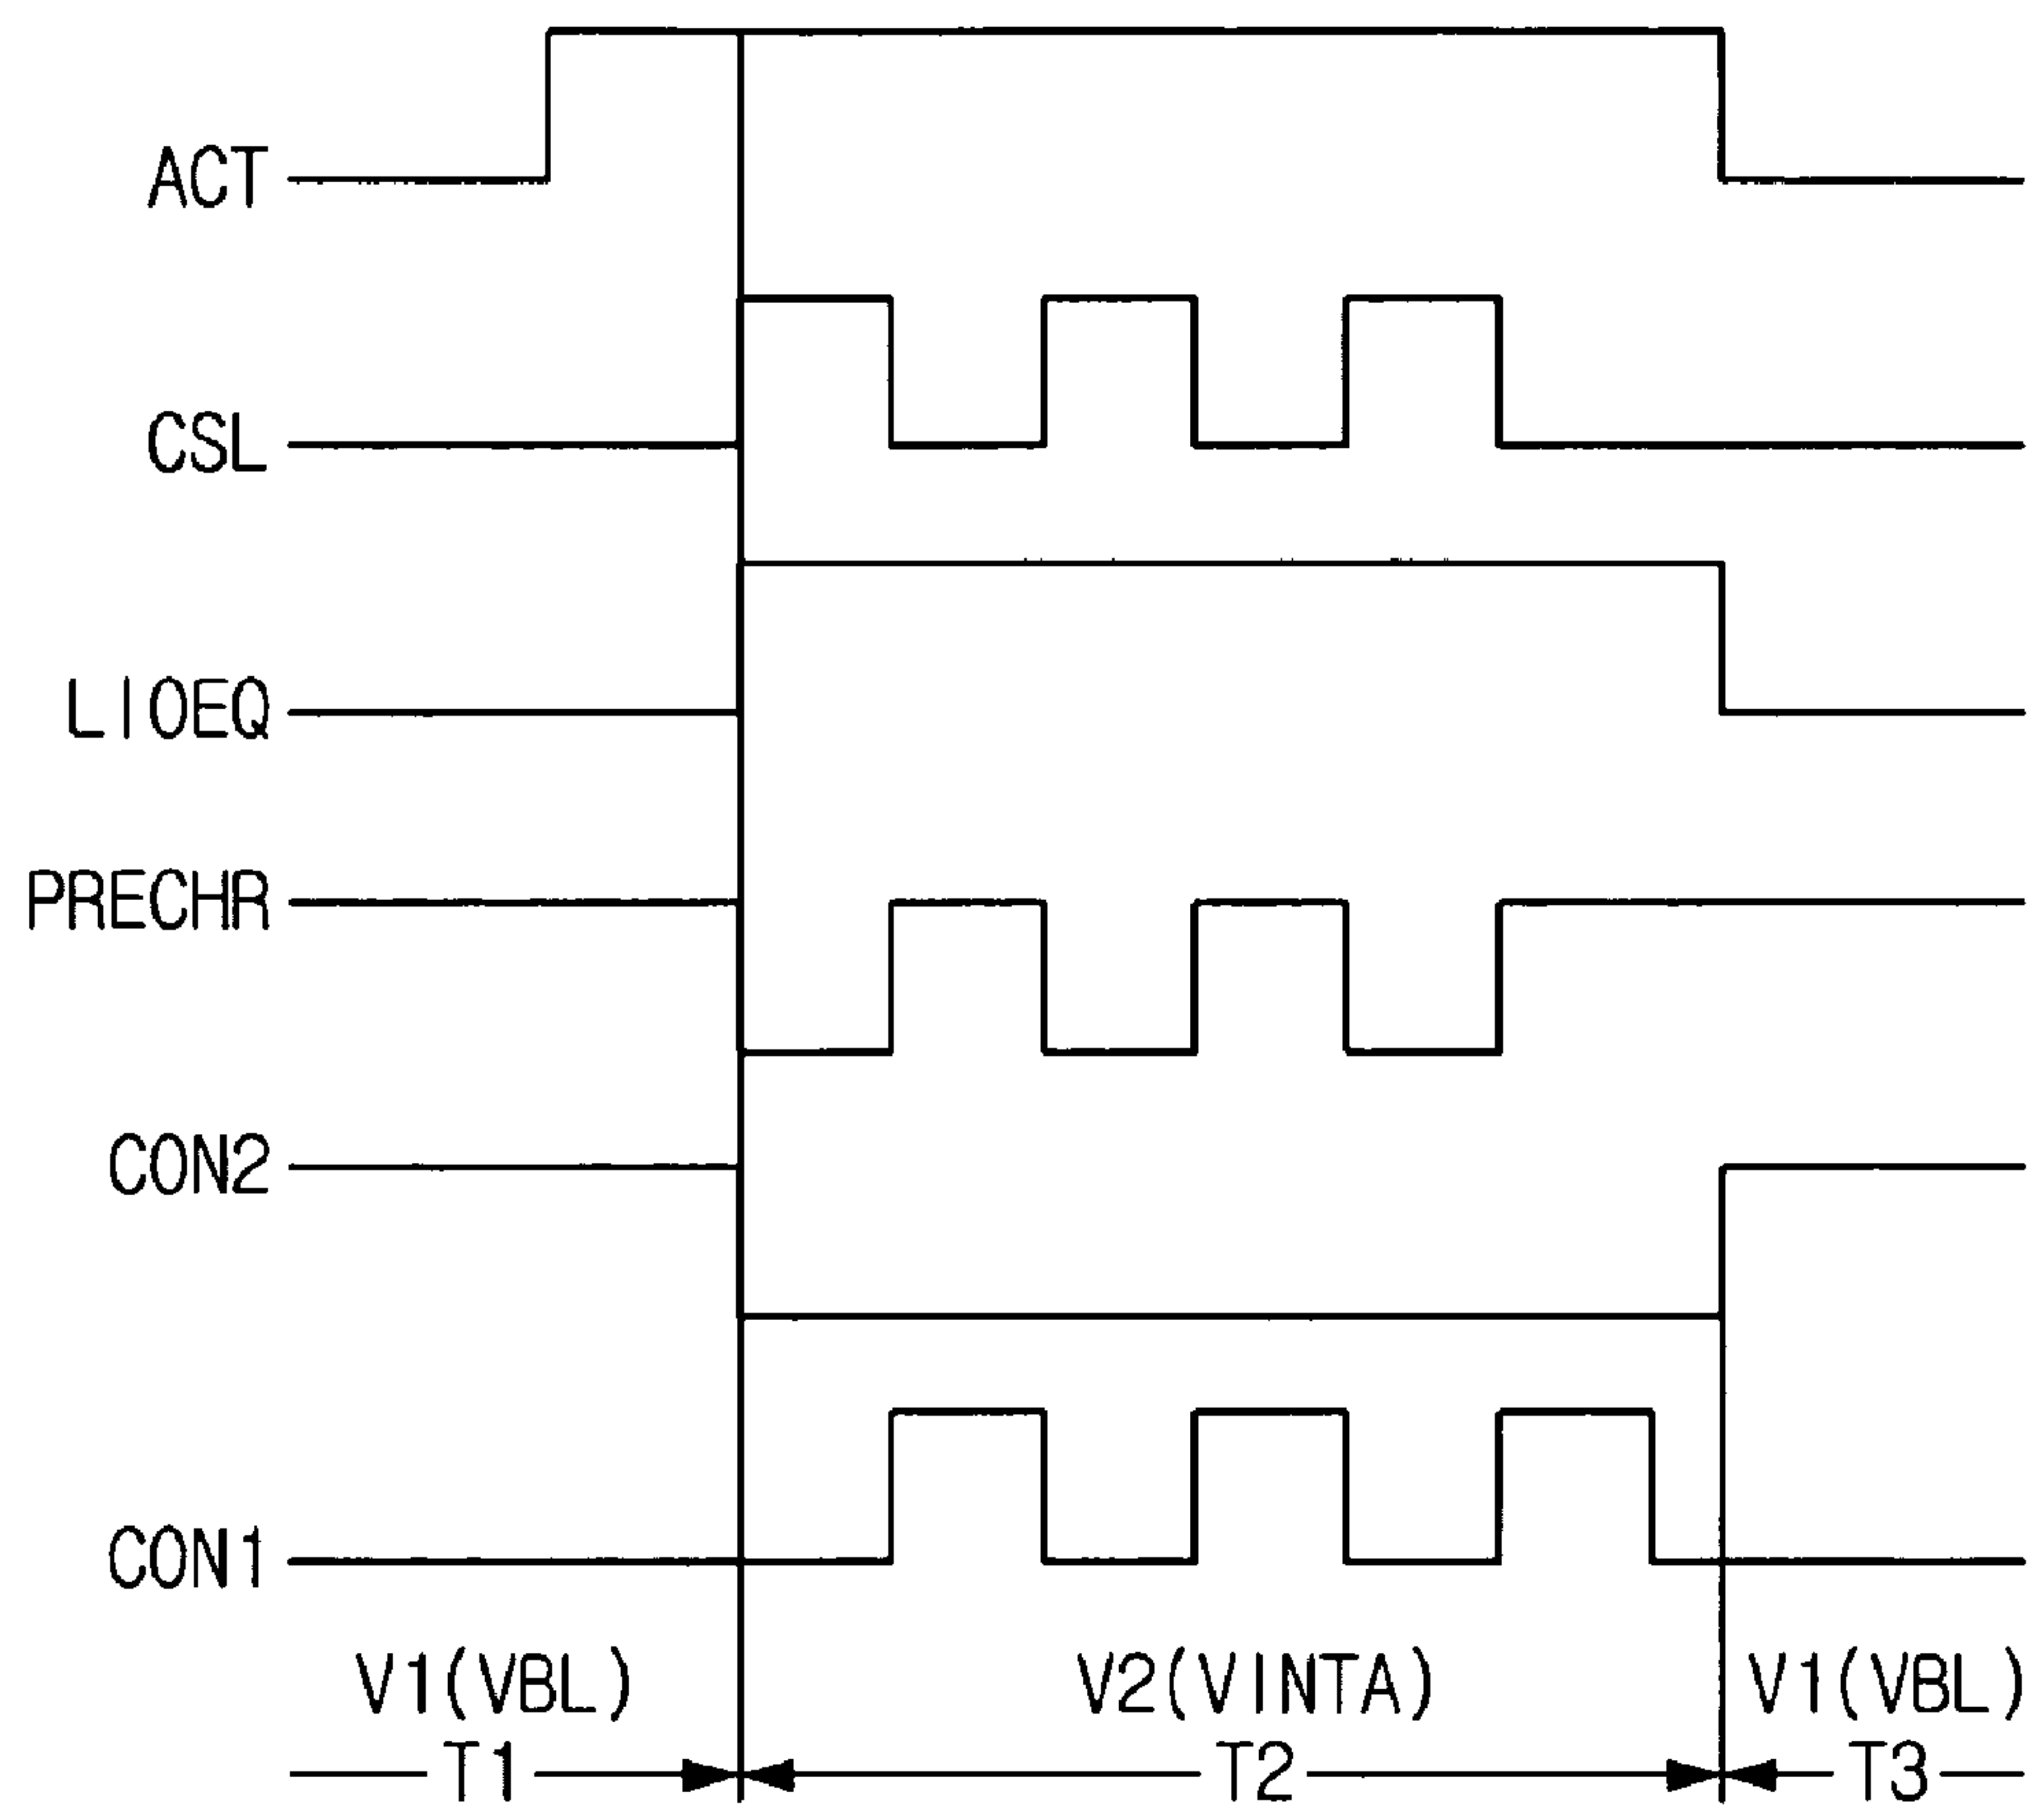 ACT
CSL
LIOEQ
PRECHR
CON2
CON1
V1(VBL) V2(VINTA) V1(VBL)
T1 T2 T3